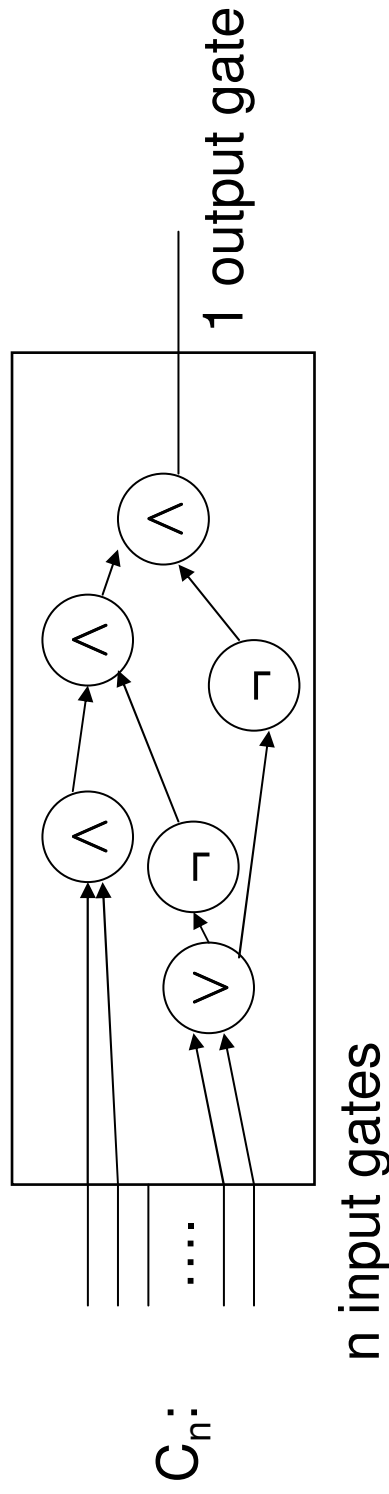 ∧
∧
∧
¬
∨
¬
....
Cₙ:
1 output gate
n input gates